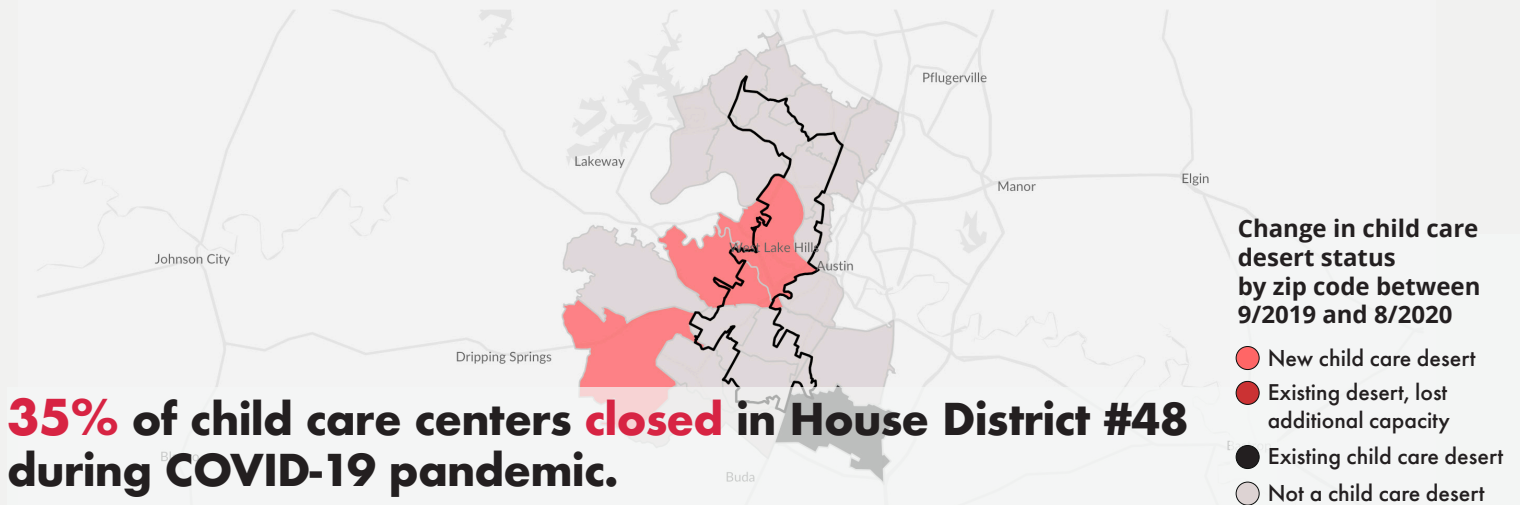 Pflugerville
Lakeway
Manor
Elgin
West Lake Hills
Johnson City
Austin
Dripping Springs
Buda
Change in child care
desert status
by zip code between
9/2019 and 8/2020
New child care desert
Existing desert, lost
additional capacity
Existing child care desert
Not a child care desert
35% of child care centers closed in House District #48
during COVID-19 pandemic.